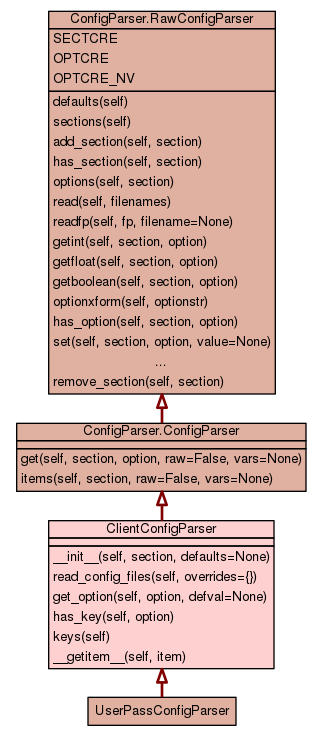 ConfigParser.RawConfigParser
SECTCRE
OPTCRE
OPTCRE_NV
defaults(self)
sections(self)
add_section(self, section)
has_section(self, section)
options(self, section)
read(self, filenames)
readfp(self, fp, filename=None)
getint(self, section, option)
getfloat(self, section, option)
getboolean(self, section, option)
optionxform(self, optionstr)
has_option(self, section, option)
set(self, section, option, value=None)
...
remove_section(self, section)
ConfigParser.ConfigParser
get(self, section, option, raw=False, vars=None)
items(self, section, raw=False, vars=None)
ClientConfigParser
__init__(self, section, defaults=None)
read_config_files(self, overrides={})
get_option(self, option, defval=None)
has_key(self, option)
keys(self)
__getitem__(self, item)
UserPassConfigParser